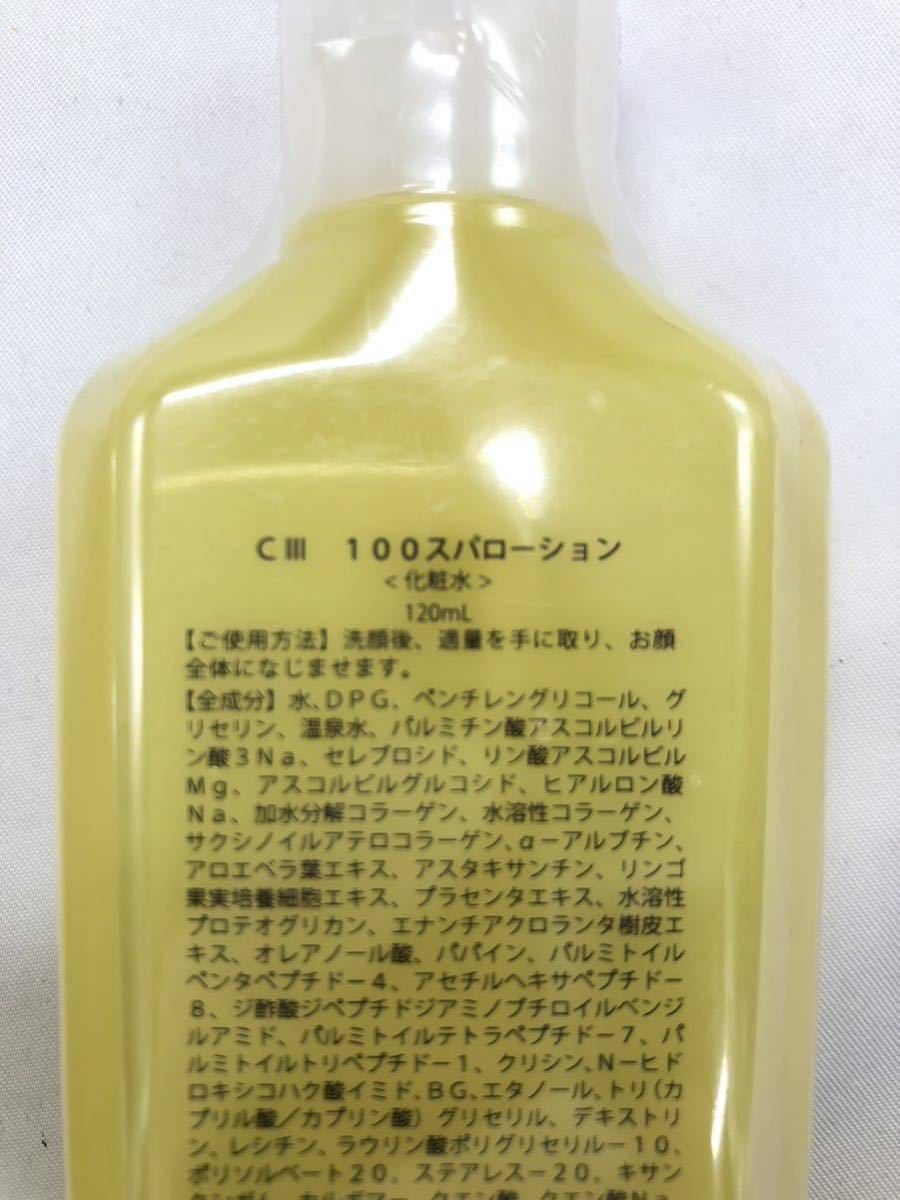 CⅢ　１００スパローション
<化粧水>
120mL
【ご使用方法】洗顔後、適量を手に取り、お顔
全体になじませます。
【全成分】水、ＤＰＧ、ペンチレングリコール、グ
リセリン、温泉水、パルミチン酸アスコルビルリ
ン酸３Ｎａ、セレブロシド、リン酸アスコルビル
Ｍｇ、アスコルビルグルコシド、ヒアルロン酸
Ｎａ、加水分解コラーゲン、水溶性コラーゲン、
サクシノイルアテロコラーゲン、α－アルブチン、
アロエベラ葉エキス、アスタキサンチン、リンゴ
果実培養細胞エキス、プラセンタエキス、水溶性
プロテオグリカン、エナンチアクロランタ樹皮エ
キス、オレアノール酸、パパイン、パルミトイル
ペンタペプチド－４、アセチルヘキサペプチド－
８、ジ酢酸ジペプチドジアミノブチロイルベンジ
ルアミド、パルミトイルテトラペプチド－７、パ
ルミトイルトリペプチド－１、クリシン、Ｎ－ヒド
ロキシコハク酸イミド、ＢＧ、エタノール、トリ（カ
プリル酸／カプリン酸）グリセリル、デキストリ
ン、レシチン、ラウリン酸ポリグリセリル－１０、
ポリソルベート２０、ステアレス－２０、キサン
タンガム、カルボマー、クエン酸、クエン酸Ｎａ、